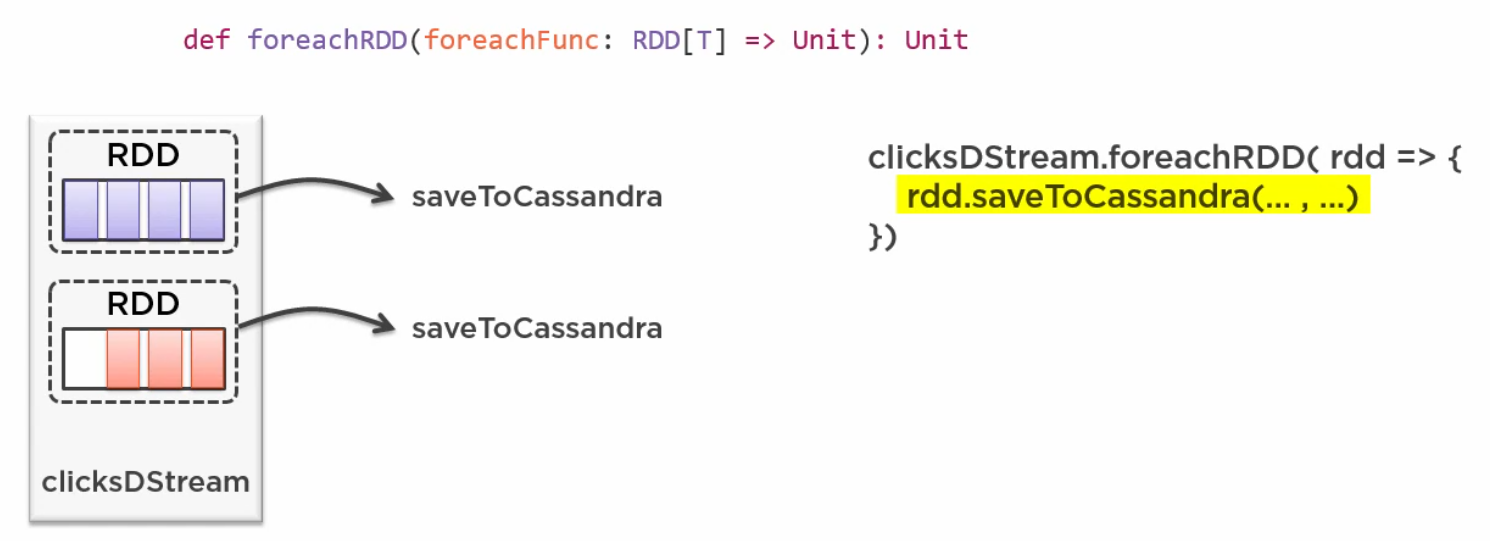 def foreachRDD(foreachFunc: RDD[T] => Unit): Unit
RDD
saveToCassandra
RDD
saveToCassandra
clicksDStream
clicksDStream.foreachRDD( rdd => {
rdd.saveToCassandra(... , ...)
})